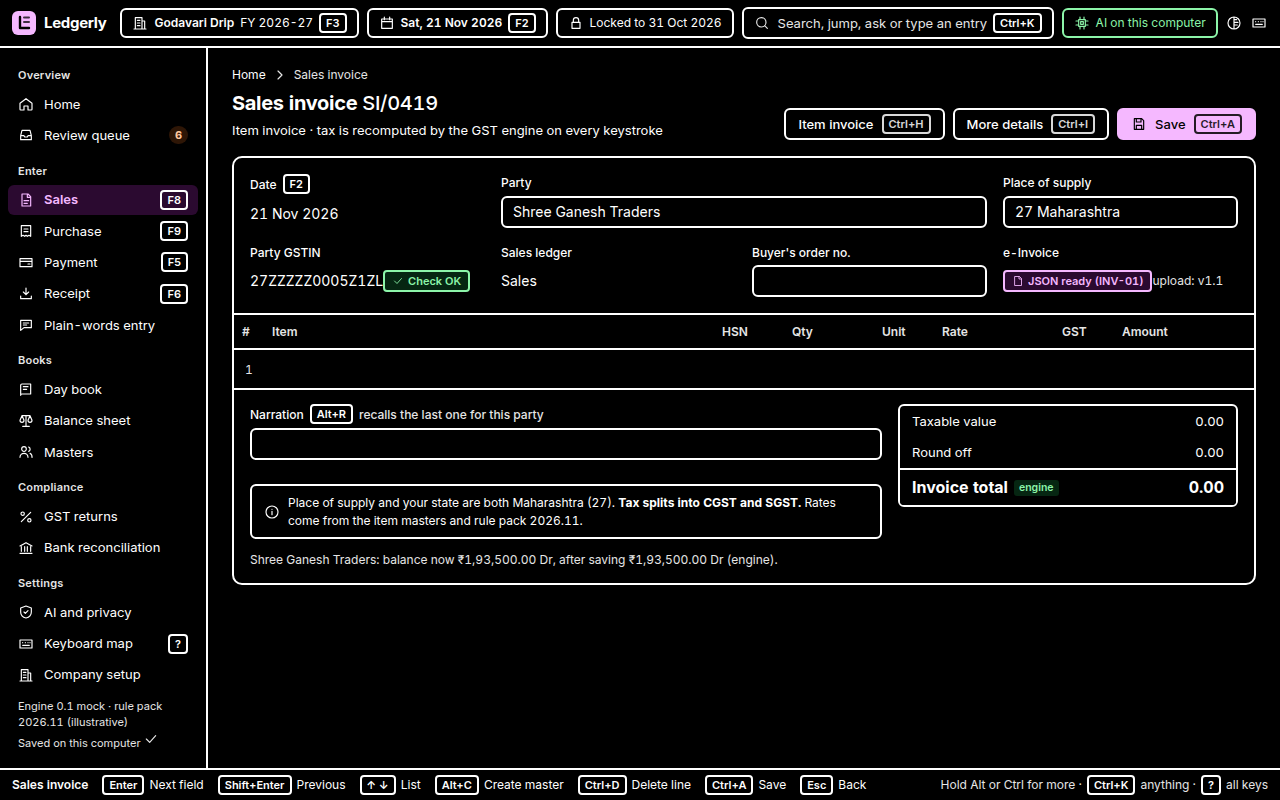 Ledgerly
Godavari Drip FY 2026-27 F3
Sat, 21 Nov 2026 F2
Locked to 31 Oct 2026
Search, jump, ask or type an entry Ctrl+K
AI on this computer
Overview
Home
Review queue 6
Enter
Sales F8
Purchase F9
Payment F5
Receipt F6
Plain-words entry
Books
Day book
Balance sheet
Masters
Compliance
GST returns
Bank reconciliation
Settings
AI and privacy
Keyboard map ?
Company setup
Engine 0.1 mock · rule pack
2026.11 (illustrative)
Saved on this computer
Home > Sales invoice
Sales invoice SI/0419
Item invoice · tax is recomputed by the GST engine on every keystroke
Item invoice Ctrl+H
More details Ctrl+I
Save Ctrl+A
Date F2
21 Nov 2026
Party
Shree Ganesh Traders
Place of supply
27 Maharashtra
Party GSTIN
27ZZZZZ0005Z1ZL Check OK
Sales ledger
Sales
Buyer's order no.
e-Invoice
JSON ready (INV-01) upload: v1.1
# Item HSN Qty Unit Rate GST Amount
1
Narration Alt+R recalls the last one for this party
Place of supply and your state are both Maharashtra (27). Tax splits into CGST and SGST. Rates
come from the item masters and rule pack 2026.11.
Shree Ganesh Traders: balance now ₹1,93,500.00 Dr, after saving ₹1,93,500.00 Dr (engine).
Taxable value 0.00
Round off 0.00
Invoice total engine 0.00
Sales invoice Enter Next field Shift+Enter Previous ↑ ↓ List Alt+C Create master Ctrl+D Delete line Ctrl+A Save Esc Back Hold Alt or Ctrl for more · Ctrl+K anything · ? all keys